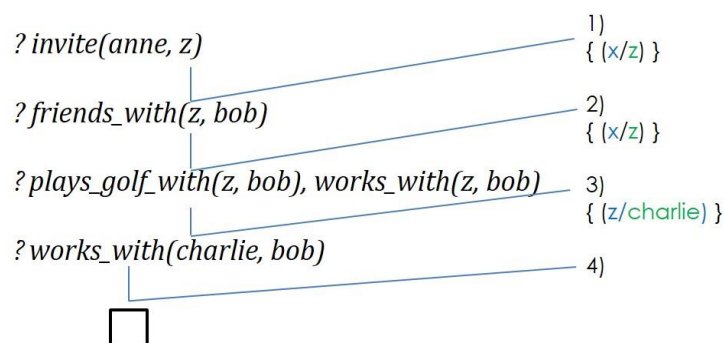 1)
? invite(anne, z)
{ (x/z) }
2)
? friends_with(z, bob)
{ (x/z) }
? plays_golf_with(z, bob), works_with(z, bob)
3)
{ (z/charlie) }
? works_with(charlie, bob)
4)